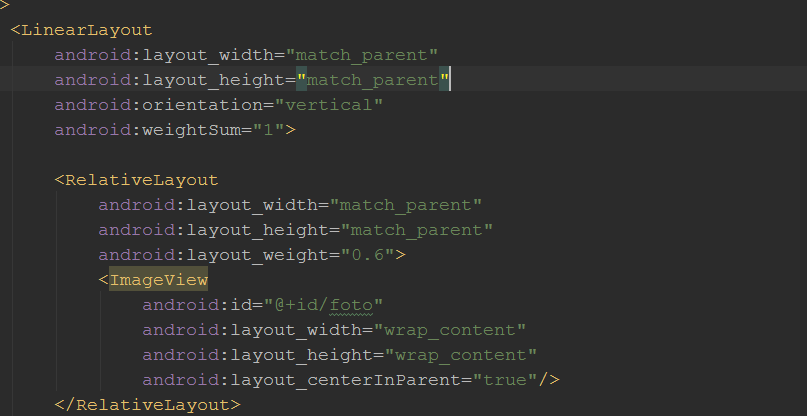 >
<LinearLayout
android:layout_width="match_parent"
android:layout_height="match_parent"
android:orientation="vertical"
android:weightSum="1">
<RelativeLayout
android:layout_width="match_parent"
android:layout_height="match_parent"
android:layout_weight="0.6">
<ImageView
android:id="@+id/foto"
android:layout_width="wrap_content"
android:layout_height="wrap_content"
android:layout_centerInParent="true"/>
</RelativeLayout>